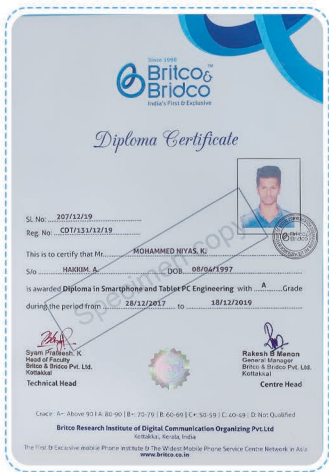 Since 1998
Britco & Bridco ™
India's First & Exclusive
Diploma Certificate
Sl. No: 207/12/19
Reg. No: CDT/131/12/19
Britco & Bridco
This is to certify that Mr. MOHAMMED NIYAS. K.
S/o HAKKIM. A. DOB 08/04/1997
is awarded Diploma in Smartphone and Tablet PC Engineering with A Grade
during the period from 28/12/2017 to 18/12/2019
Specimen copy
Syam Prateesh. K
Head of Faculty
Britco & Bridco Pvt. Ltd.
Kottakkal
Technical Head
Rakesh B Menon
General Manager
Britco & Bridco Pvt. Ltd.
Kottakkal
Centre Head
Grace: A+: Above 90 | A: 80-90 | B+: 70-79 | B: 60-69 | C+: 50-59 | C: 40-49 | D: Not Qualified
Britco Research Institute of Digital Communication Organizing Pvt.Ltd
Kottakkal, Kerala, India
The First & Exclusive mobile Phone Institute & The Widest Mobile Phone Service Centre Network in Asia
www.britco.in